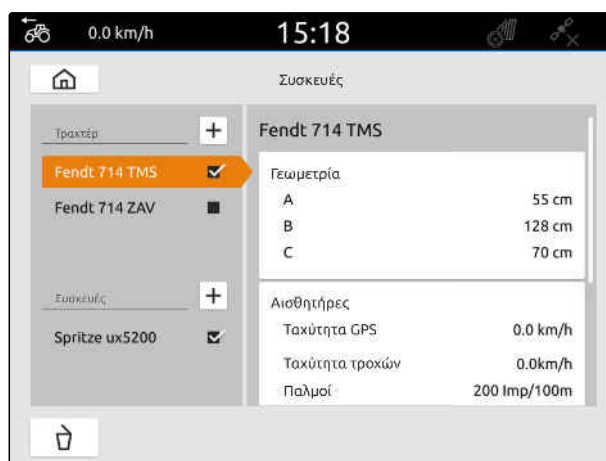 0.0 km/h 15:18
Συσκευές
Τρακτέρ
Fendt 714 TMS
Fendt 714 ZAV
Συσκευές
Spritze ux5200
Fendt 714 TMS
Γεωμετρία
A 55 cm
B 128 cm
C 70 cm
Αισθητήρες
Ταχύτητα GPS 0.0 km/h
Ταχύτητα τροχών 0.0km/h
Παλμοί 200 Imp/100m